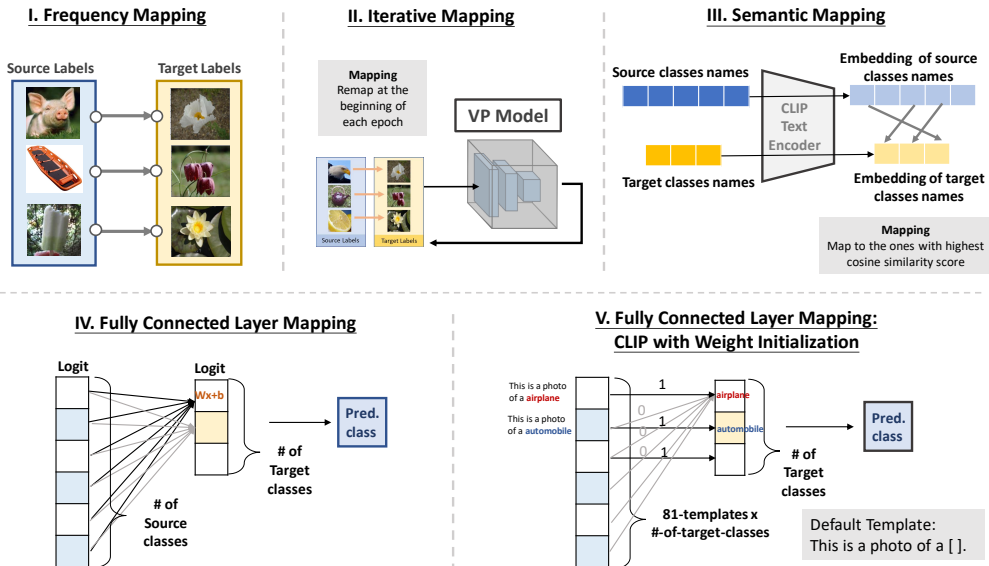 I. Frequency Mapping
Source Labels
Target Labels
II. Iterative Mapping
Mapping
Remap at the
beginning of
each epoch
VP Model
Source Labels
Target Labels
III. Semantic Mapping
Source classes names
Target classes names
CLIP
Text
Encoder
Embedding of source
classes names
Embedding of target
classes names
Mapping
Map to the ones with highest
cosine similarity score
IV. Fully Connected Layer Mapping
Logit
Logit
Wx+b
# of
Source
classes
# of
Target
classes
Pred.
class
V. Fully Connected Layer Mapping:
CLIP with Weight Initialization
This is a photo
of a airplane
This is a photo
of a automobile
1
0
1
0
0
1
airplane
automobile
81-templates x
#-of-target-classes
# of
Target
classes
Pred.
class
Default Template:
This is a photo of a [ ].